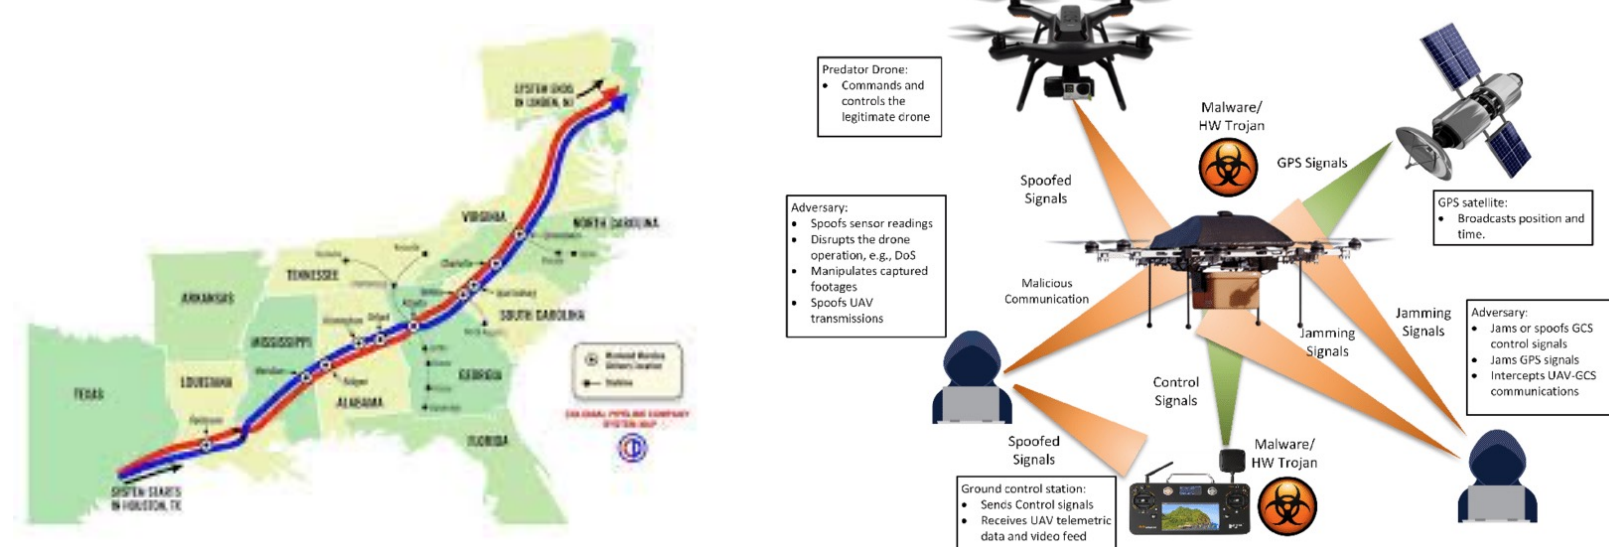 SYSTEM ENDS
IN LINDEN, NJ
VIRGINIA
NORTH CAROLINA
TENNESSEE
ARKANSAS
SOUTH CAROLINA
MISSISSIPPI
LOUISIANA
GEORGIA
ALABAMA
TEXAS
FLORIDA
COLONIAL PIPELINE COMPANY
SYSTEM MAP
SYSTEM STARTS
IN HOUSTON, TX
Predator Drone:
• Commands and
controls the
legitimate drone
Malware/
HW Trojan
GPS Signals
Spoofed
Signals
GPS satellite:
• Broadcasts position and
time.
Adversary:
• Spoofs sensor readings
• Disrupts the drone
operation, e.g., DoS
• Manipulates captured
footages
• Spoofs UAV
transmissions
Malicious
Communication
Jamming
Signals
Jamming
Signals
Adversary:
• Jams or spoofs GCS
control signals
• Jams GPS signals
• Intercepts UAV-GCS
communications
Control
Signals
Spoofed
Signals
Malware/
HW Trojan
Ground control station:
• Sends Control signals
• Receives UAV telemetric
data and video feed